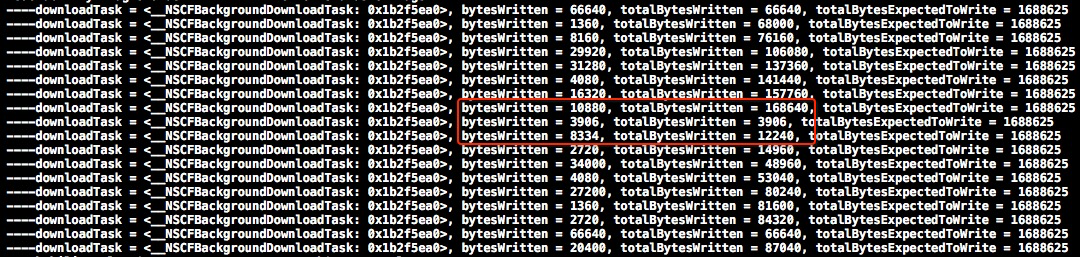 ----downloadTask = <__NSCFBackgroundDownloadTask: 0x1b2f5ea0>, bytesWritten = 66640, totalBytesWritten = 66640, totalBytesExpectedToWrite = 1688625
----downloadTask = <__NSCFBackgroundDownloadTask: 0x1b2f5ea0>, bytesWritten = 1360, totalBytesWritten = 68000, totalBytesExpectedToWrite = 1688625
----downloadTask = <__NSCFBackgroundDownloadTask: 0x1b2f5ea0>, bytesWritten = 8160, totalBytesWritten = 76160, totalBytesExpectedToWrite = 1688625
----downloadTask = <__NSCFBackgroundDownloadTask: 0x1b2f5ea0>, bytesWritten = 29920, totalBytesWritten = 106080, totalBytesExpectedToWrite = 1688625
----downloadTask = <__NSCFBackgroundDownloadTask: 0x1b2f5ea0>, bytesWritten = 31280, totalBytesWritten = 137360, totalBytesExpectedToWrite = 1688625
----downloadTask = <__NSCFBackgroundDownloadTask: 0x1b2f5ea0>, bytesWritten = 4080, totalBytesWritten = 141440, totalBytesExpectedToWrite = 1688625
----downloadTask = <__NSCFBackgroundDownloadTask: 0x1b2f5ea0>, bytesWritten = 16320, totalBytesWritten = 157760, totalBytesExpectedToWrite = 1688625
----downloadTask = <__NSCFBackgroundDownloadTask: 0x1b2f5ea0>, bytesWritten = 10880, totalBytesWritten = 168640, totalBytesExpectedToWrite = 1688625
----downloadTask = <__NSCFBackgroundDownloadTask: 0x1b2f5ea0>, bytesWritten = 3906, totalBytesWritten = 3906, totalBytesExpectedToWrite = 1688625
----downloadTask = <__NSCFBackgroundDownloadTask: 0x1b2f5ea0>, bytesWritten = 8334, totalBytesWritten = 12240, totalBytesExpectedToWrite = 1688625
----downloadTask = <__NSCFBackgroundDownloadTask: 0x1b2f5ea0>, bytesWritten = 2720, totalBytesWritten = 14960, totalBytesExpectedToWrite = 1688625
----downloadTask = <__NSCFBackgroundDownloadTask: 0x1b2f5ea0>, bytesWritten = 34000, totalBytesWritten = 48960, totalBytesExpectedToWrite = 1688625
----downloadTask = <__NSCFBackgroundDownloadTask: 0x1b2f5ea0>, bytesWritten = 4080, totalBytesWritten = 53040, totalBytesExpectedToWrite = 1688625
----downloadTask = <__NSCFBackgroundDownloadTask: 0x1b2f5ea0>, bytesWritten = 27200, totalBytesWritten = 80240, totalBytesExpectedToWrite = 1688625
----downloadTask = <__NSCFBackgroundDownloadTask: 0x1b2f5ea0>, bytesWritten = 1360, totalBytesWritten = 81600, totalBytesExpectedToWrite = 1688625
----downloadTask = <__NSCFBackgroundDownloadTask: 0x1b2f5ea0>, bytesWritten = 2720, totalBytesWritten = 84320, totalBytesExpectedToWrite = 1688625
----downloadTask = <__NSCFBackgroundDownloadTask: 0x1b2f5ea0>, bytesWritten = 66640, totalBytesWritten = 66640, totalBytesExpectedToWrite = 1688625
----downloadTask = <__NSCFBackgroundDownloadTask: 0x1b2f5ea0>, bytesWritten = 20400, totalBytesWritten = 87040, totalBytesExpectedToWrite = 1688625